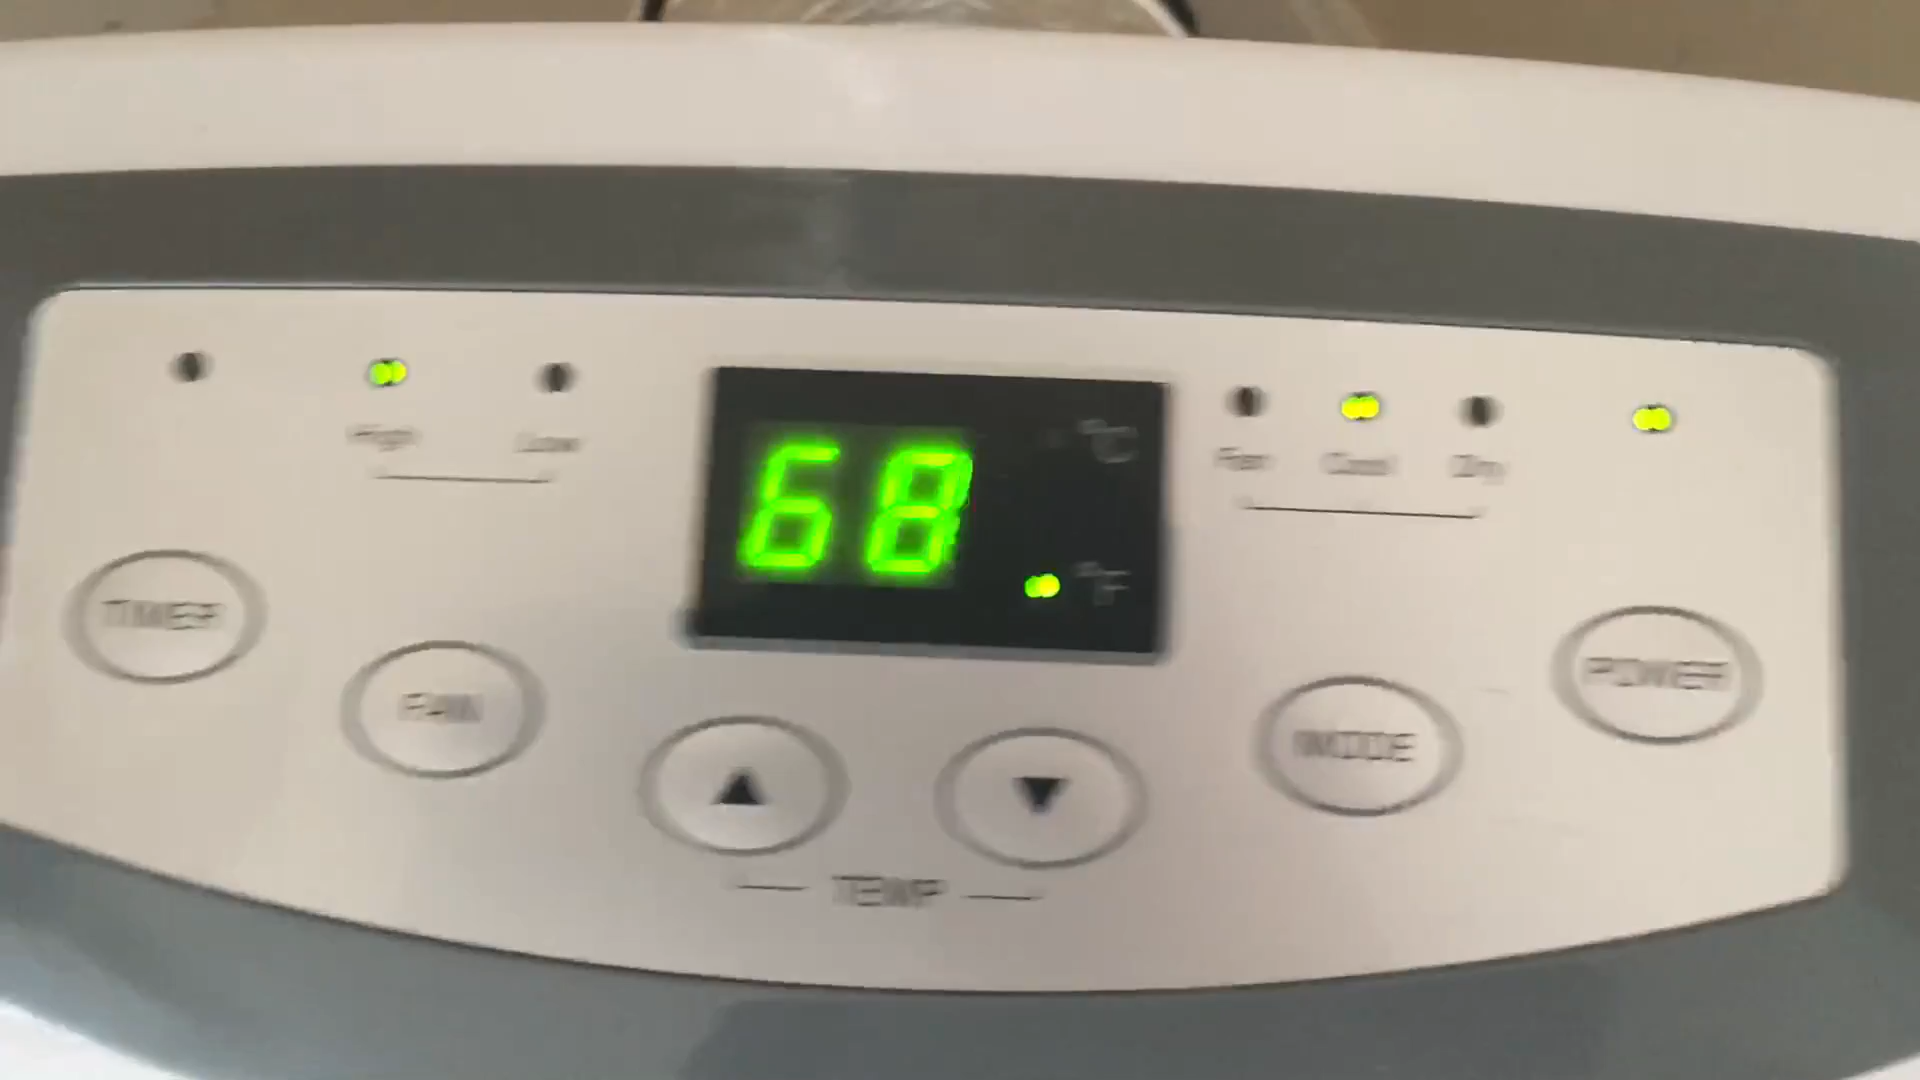 High Low
68 °C
°F
Fan Cool Dry
TIMER
FAN
MODE
POWER
TEMP